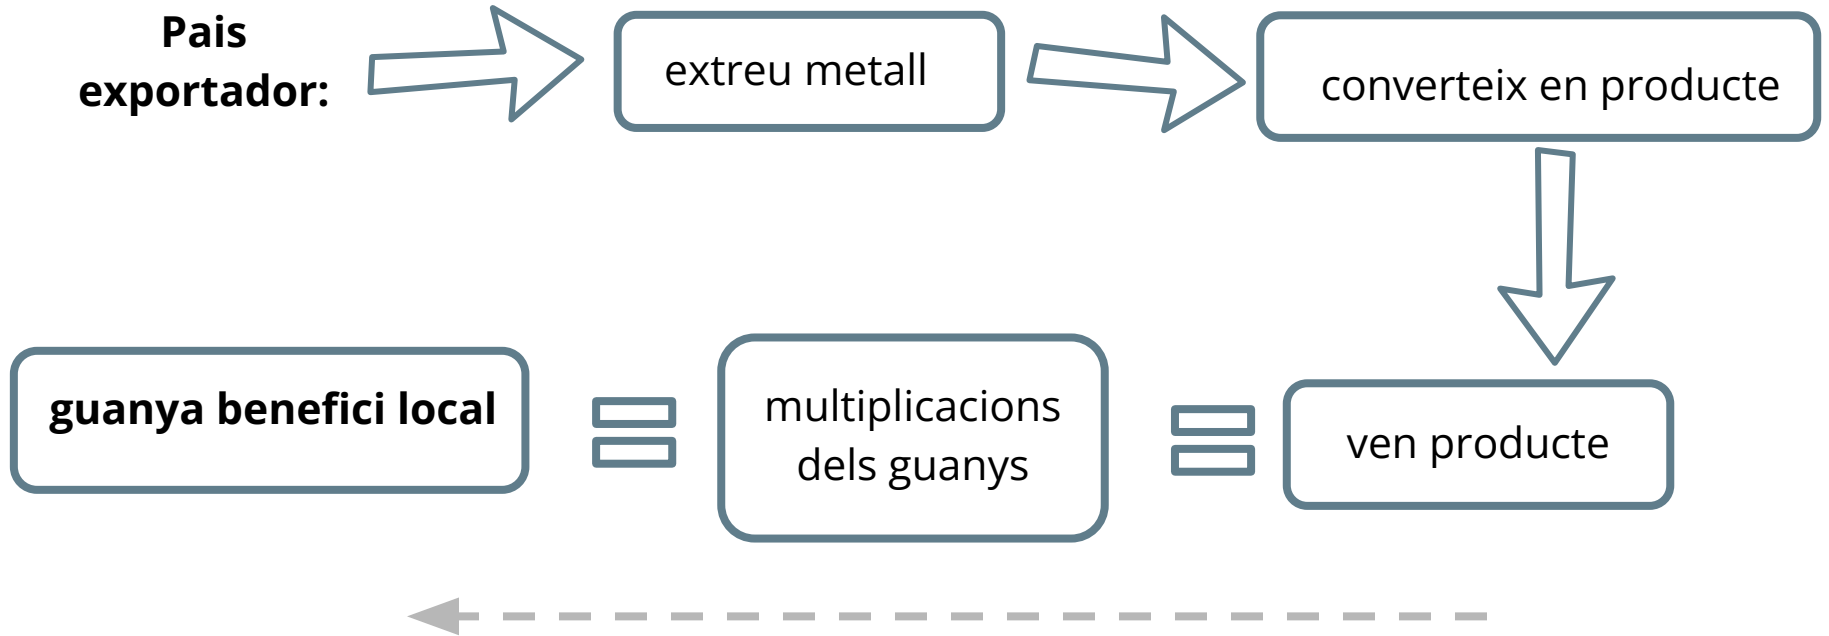 Pais
exportador:
extreu metall
converteix en producte
ven producte
multiplicacions
dels guanys
guanya benefici local